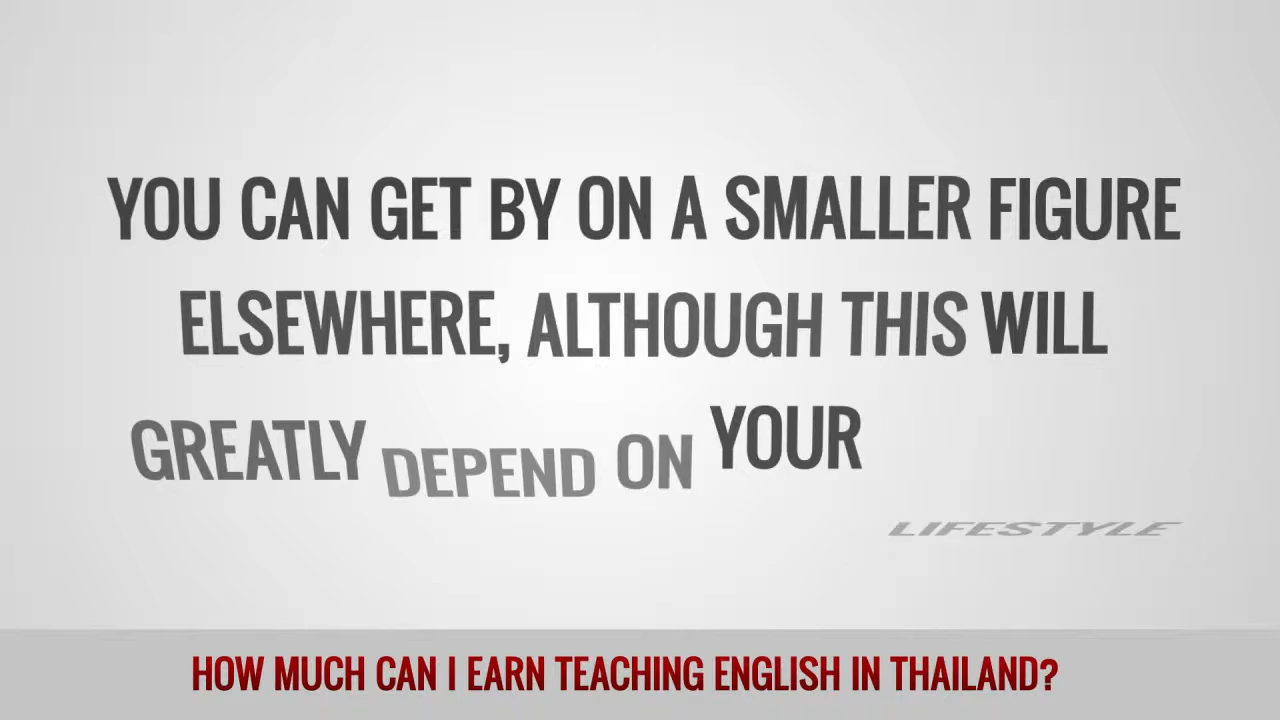 YOU CAN GET BY ON A SMALLER FIGURE
ELSEWHERE, ALTHOUGH THIS WILL
GREATLY DEPEND ON YOUR LIFESTYLE
HOW MUCH CAN I EARN TEACHING ENGLISH IN THAILAND?